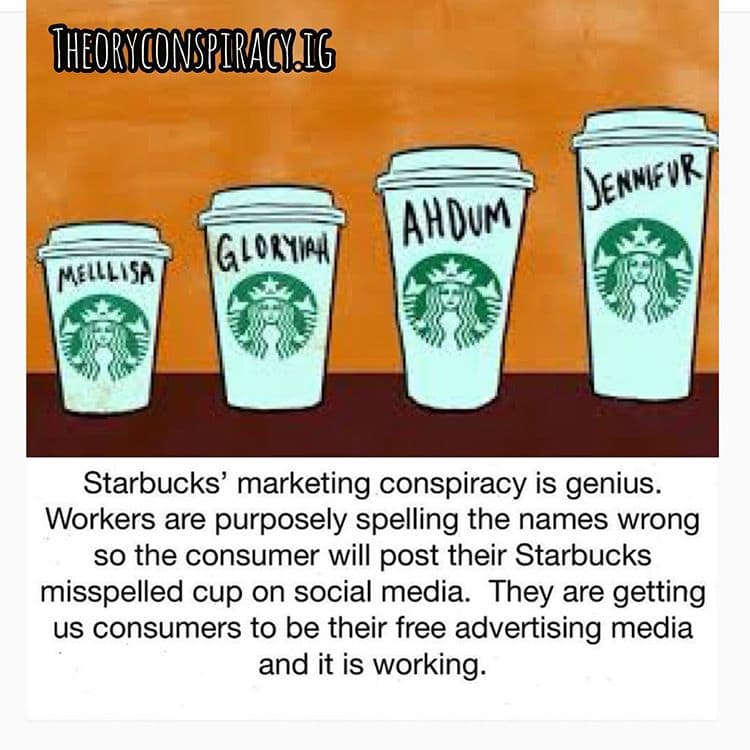 THEORYCONSPIRACY.IG
MELLLISA
GLORYIAH
AHDUM
JENNIFUR
Starbucks’ marketing conspiracy is genius.
Workers are purposely spelling the names wrong
so the consumer will post their Starbucks
misspelled cup on social media.  They are getting
us consumers to be their free advertising media
and it is working.